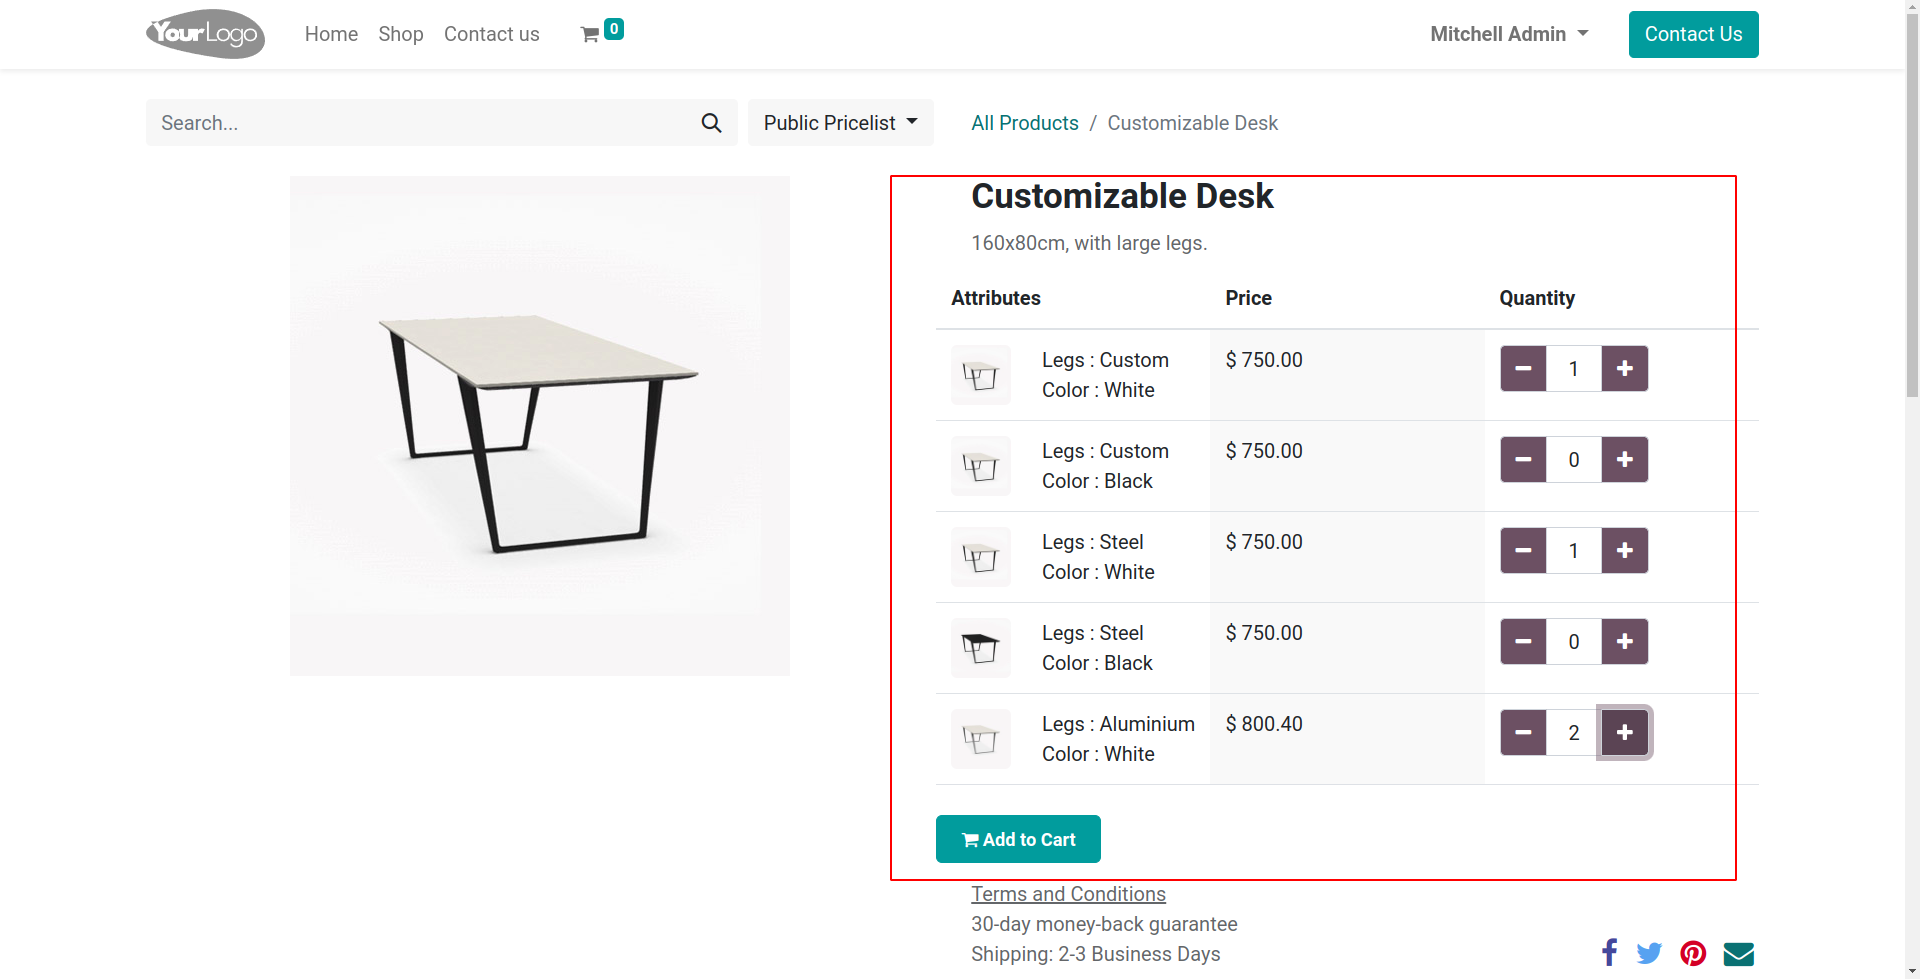 YourLogo
Home Shop Contact us 0 Mitchell Admin Contact Us
Search... Public Pricelist All Products / Customizable Desk
Customizable Desk
160x80cm, with large legs.
Attributes Price Quantity
Legs : Custom $ 750.00 1
Color : White
Legs : Custom $ 750.00 0
Color : Black
Legs : Steel $ 750.00 1
Color : White
Legs : Steel $ 750.00 0
Color : Black
Legs : Aluminium $ 800.40 2
Color : White
Add to Cart
Terms and Conditions
30-day money-back guarantee
Shipping: 2-3 Business Days